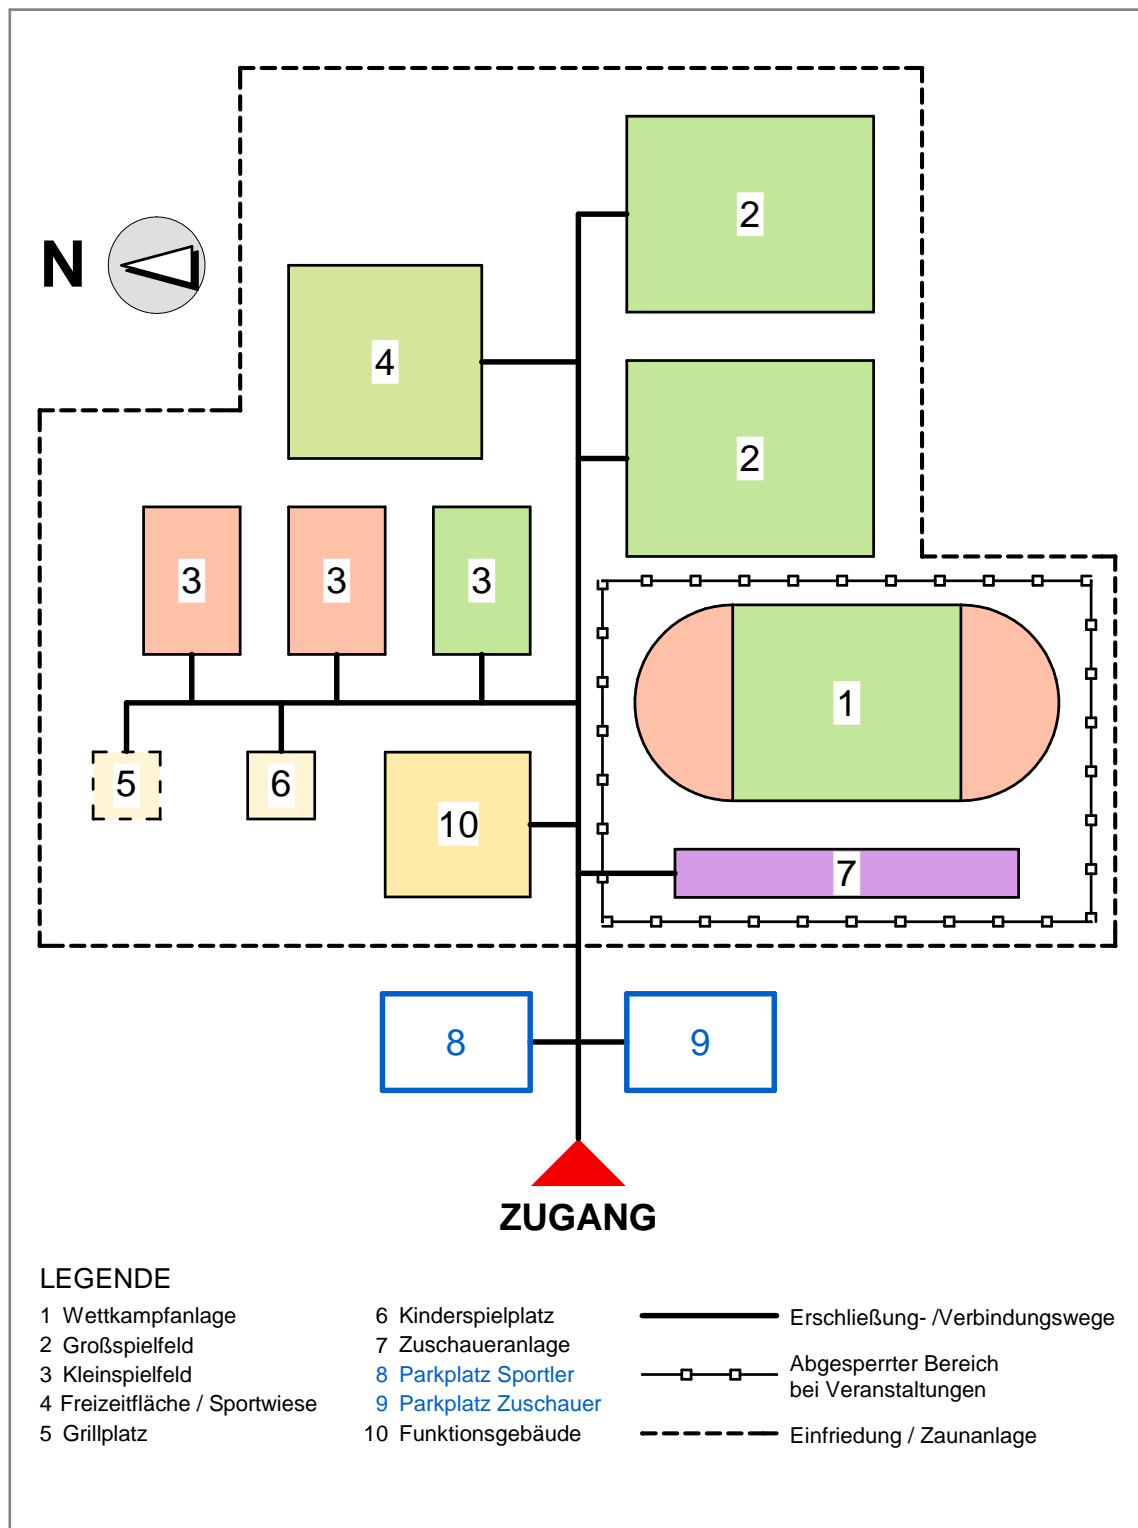 2
N
4
2
3
3
3
1
5
6
10
7
8
9
ZUGANG
LEGENDE
1 Wettkampfanlage
2 Großspielfeld
3 Kleinspielfeld
4 Freizeitfläche / Sportwiese
5 Grillplatz
6 Kinderspielplatz
7 Zuschaueranlage
8 Parkplatz Sportler
9 Parkplatz Zuschauer
10 Funktionsgebäude
Erschließung- /Verbindungswege
Abgesperrter Bereich
bei Veranstaltungen
Einfriedung / Zaunanlage